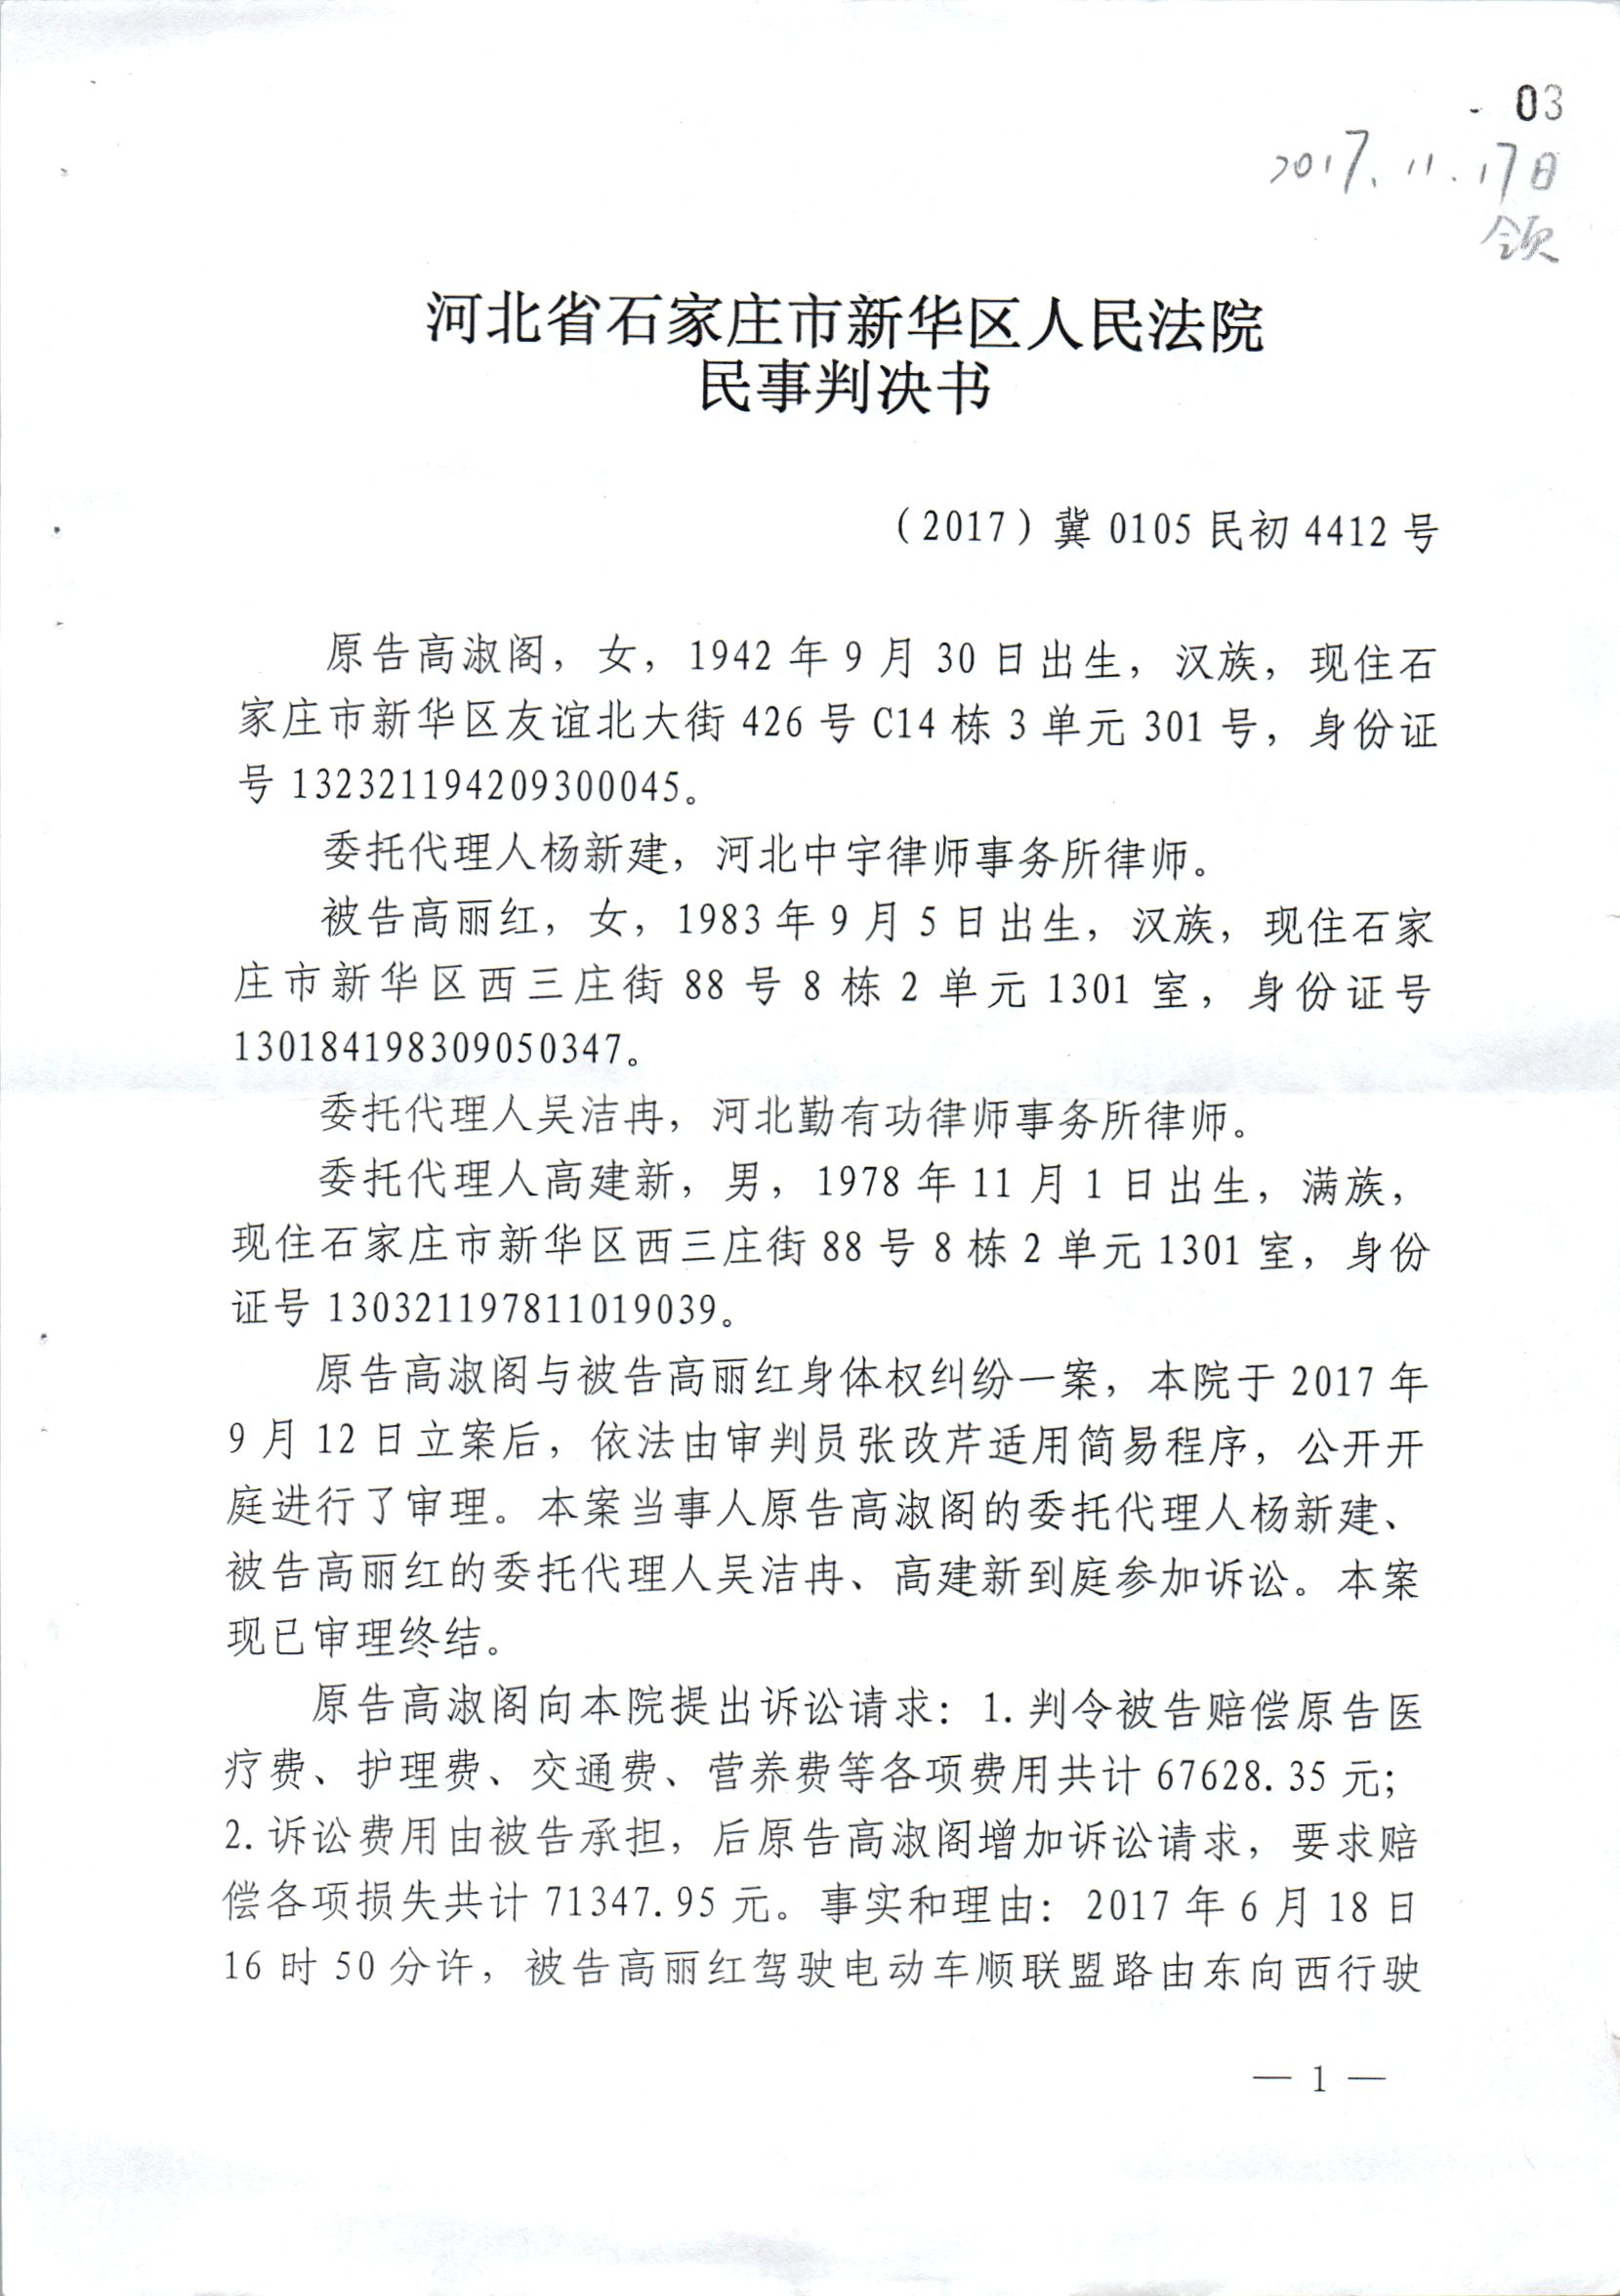 03
2017.11.17日
领
河北省石家庄市新华区人民法院
民事判决书
（2017）冀 0105 民初 4412 号
原告高淑阁，女，1942 年 9 月 30 日出生，汉族，现住石
家庄市新华区友谊北大街 426 号 C14 栋 3 单元 301 号，身份证
号 132321194209300045。
委托代理人杨新建，河北中宇律师事务所律师。
被告高丽红，女，1983 年 9 月 5 日出生，汉族，现住石家
庄市新华区西三庄街 88 号 8 栋 2 单元 1301 室，身份证号
130184198309050347。
委托代理人吴洁冉，河北勤有功律师事务所律师。
委托代理人高建新，男，1978 年 11 月 1 日出生，满族，
现住石家庄市新华区西三庄街 88 号 8 栋 2 单元 1301 室，身份
证号 130321197811019039。
原告高淑阁与被告高丽红身体权纠纷一案，本院于 2017 年
9 月 12 日立案后，依法由审判员张改芹适用简易程序，公开开
庭进行了审理。本案当事人原告高淑阁的委托代理人杨新建、
被告高丽红的委托代理人吴洁冉、高建新到庭参加诉讼。本案
现已审理终结。
原告高淑阁向本院提出诉讼请求：1. 判令被告赔偿原告医
疗费、护理费、交通费、营养费等各项费用共计 67628.35 元；
2. 诉讼费用由被告承担，后原告高淑阁增加诉讼请求，要求赔
偿各项损失共计 71347.95 元。事实和理由：2017 年 6 月 18 日
16 时 50 分许，被告高丽红驾驶电动车顺联盟路由东向西行驶
— 1 —